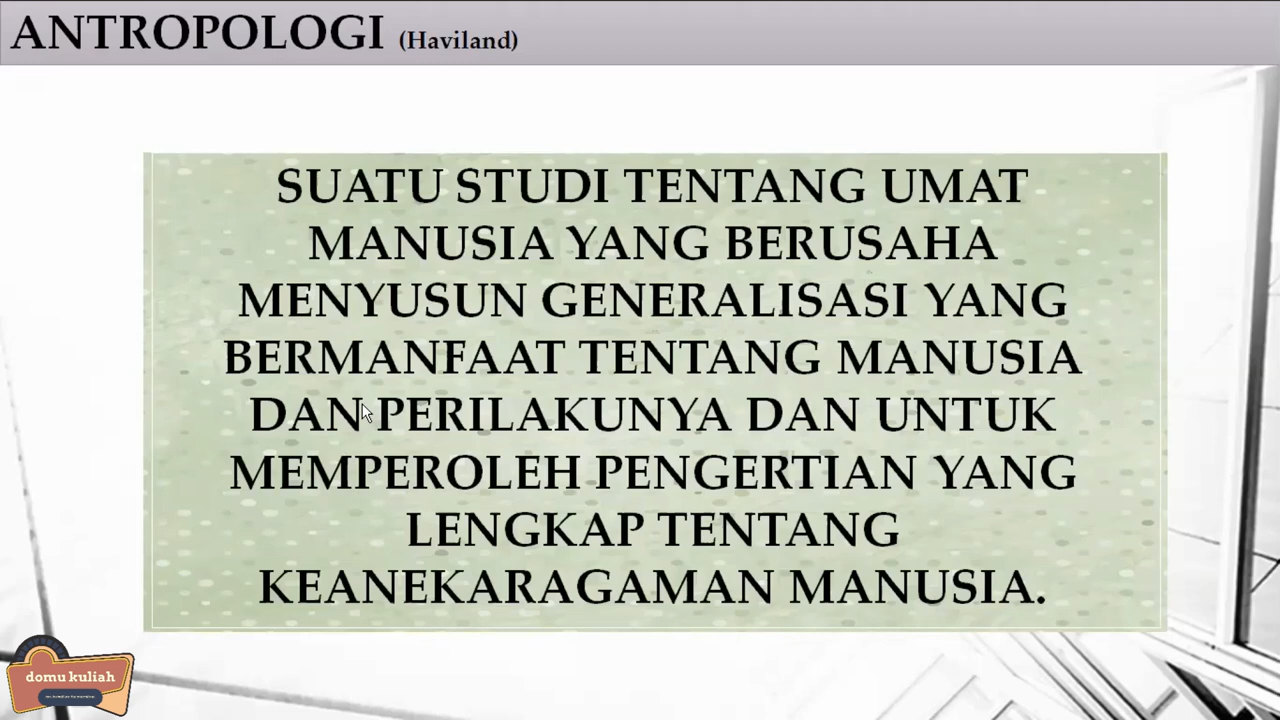 ANTROPOLOGI (Haviland)
SUATU STUDI TENTANG UMAT
MANUSIA YANG BERUSAHA
MENYUSUN GENERALISASI YANG
BERMANFAAT TENTANG MANUSIA
DAN PERILAKUNYA DAN UNTUK
MEMPEROLEH PENGERTIAN YANG
LENGKAP TENTANG
KEANEKARAGAMAN MANUSIA.
domu kuliah